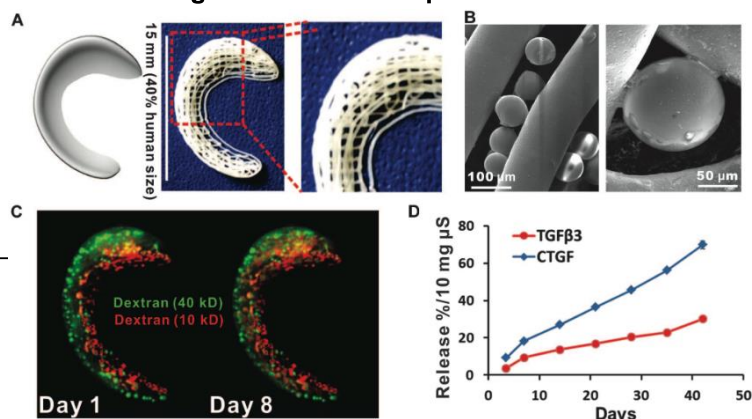 A
15 mm (40% human size)
B
100 µm
50 µm
C
Dextran (40 kD)
Dextran (10 kD)
Day 1
Day 8
D
Release %/10 mg µS
80
60
40
20
0
TGFβ3
CTGF
0 10 20 30 40 50
Days